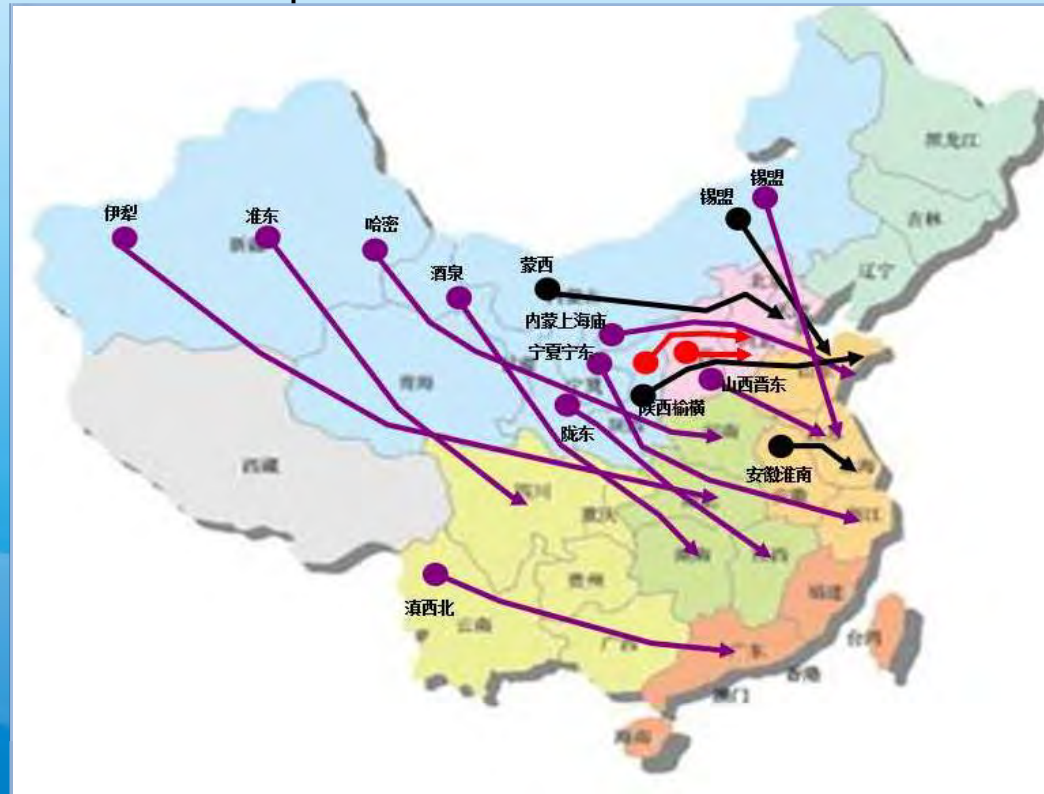 黑龙江
锡盟
锡盟
吉林
伊犁
准东
哈密
新疆
辽宁
酒泉
蒙西
内蒙上海庙
宁夏宁东
青海
宁夏
山西晋东
陕西榆横
陇东
河南
西藏
安徽淮南
四川
重庆
浙江
湖南
江西
滇西北
贵州
福建
云南
广西
广东
台湾
香港
澳门
海南